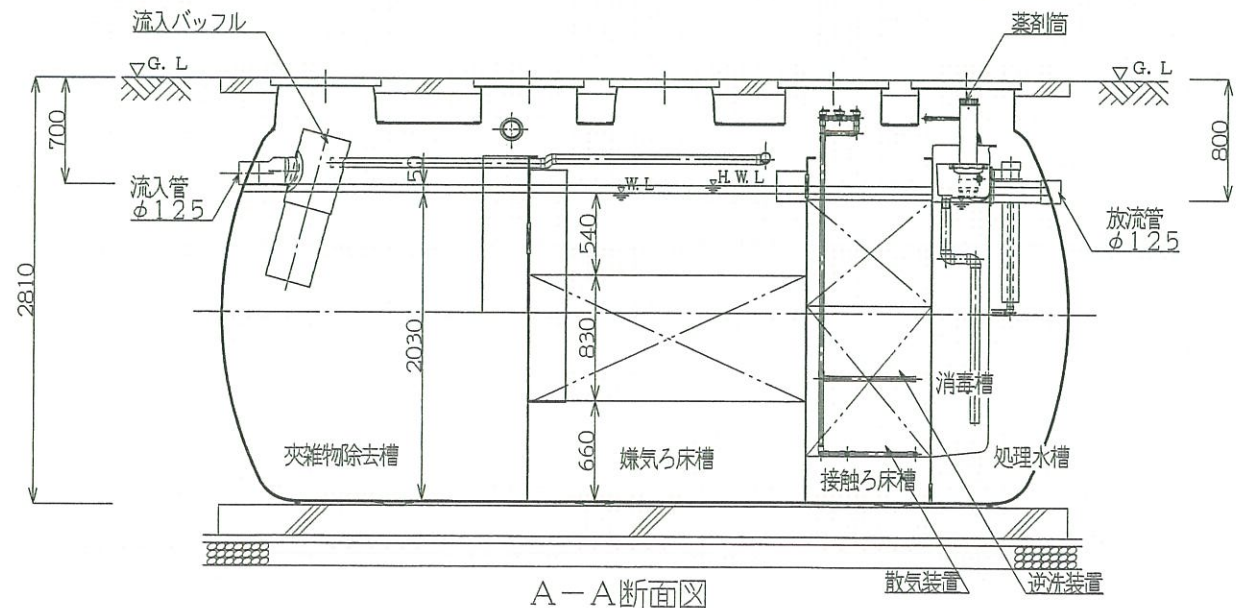 流入バッフル
薬剤筒
G.L
G.L
700
800
50
流入管
φ125
W.L
H.W.L
放流管
φ125
540
2810
2030
830
消毒槽
660
夾雑物除去槽
嫌気ろ床槽
接触ろ床槽
処理水槽
散気装置
逆洗装置
A-A断面図